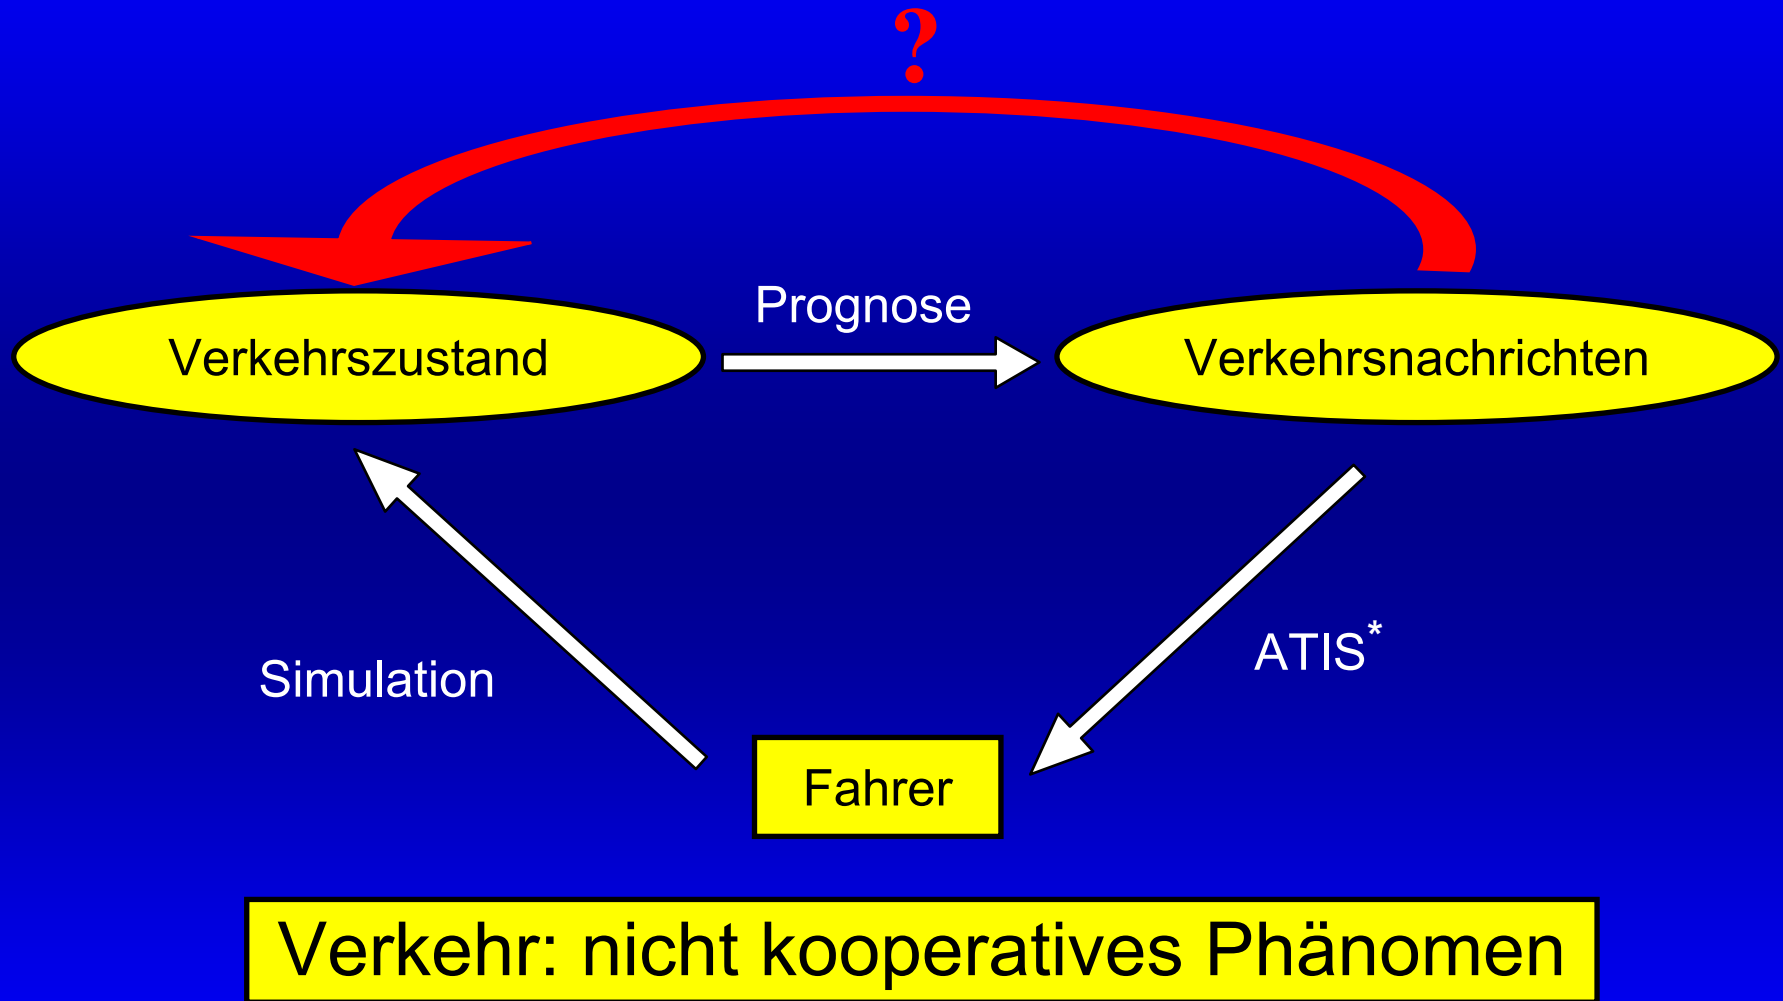 ?
Prognose
Verkehrszustand
Verkehrsnachrichten
Simulation
ATIS*
Fahrer
Verkehr: nicht kooperatives Phänomen